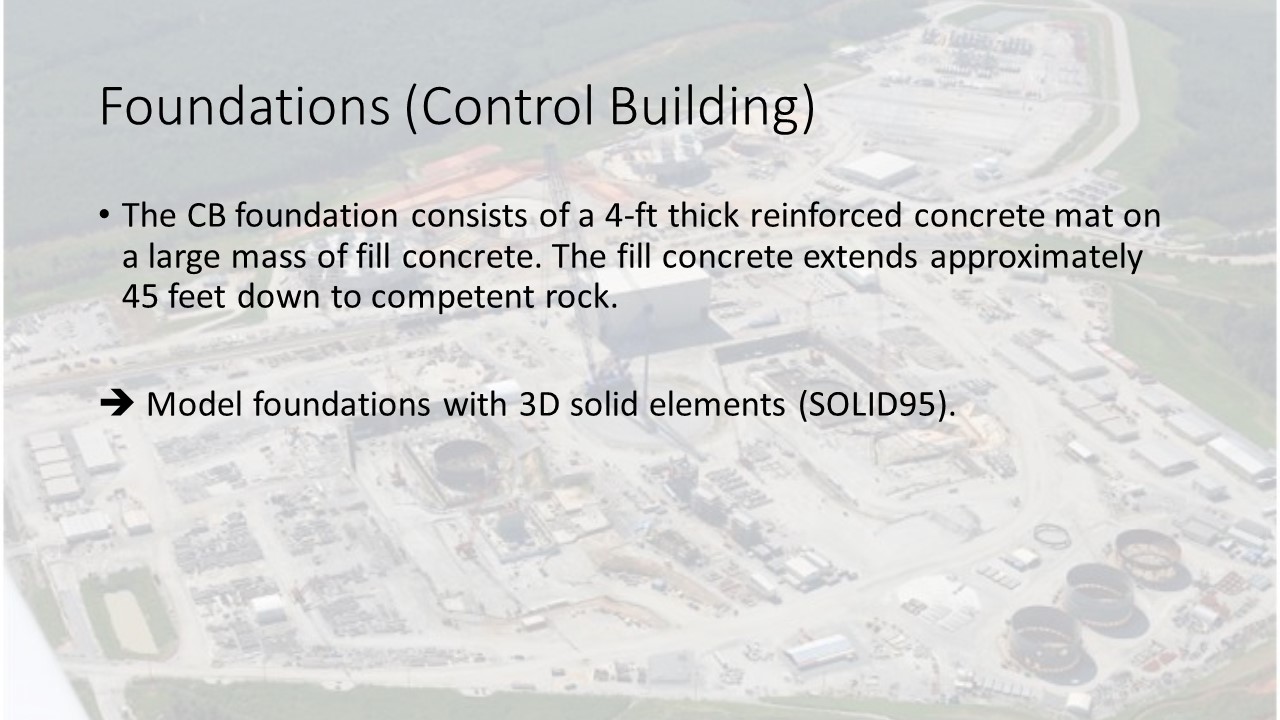 Foundations (Control Building)
• The CB foundation consists of a 4-ft thick reinforced concrete mat on
a large mass of fill concrete. The fill concrete extends approximately
45 feet down to competent rock.
➔ Model foundations with 3D solid elements (SOLID95).